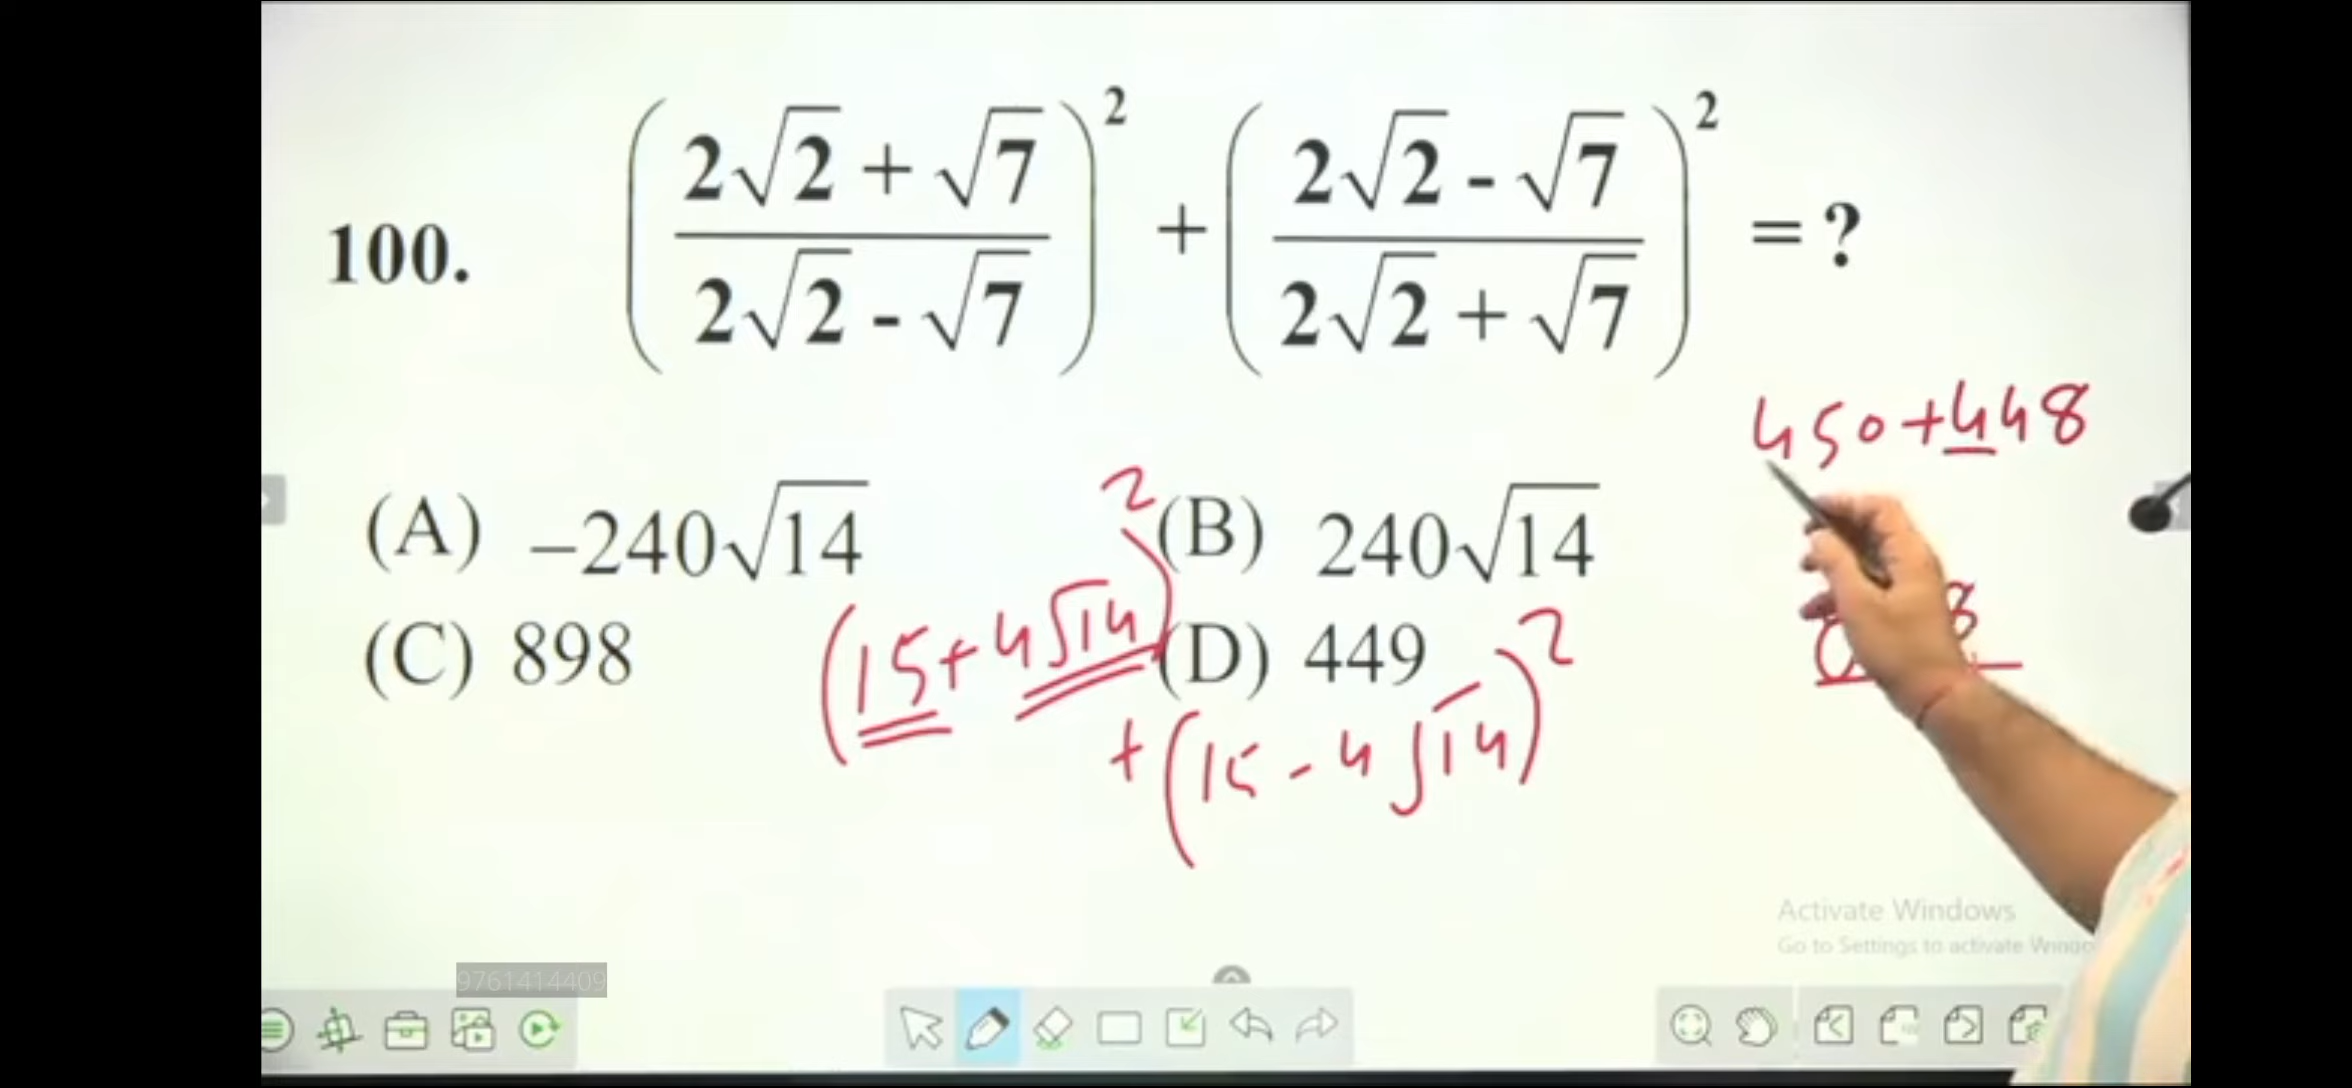 100. (2√2 + √7 / 2√2 - √7)² + (2√2 - √7 / 2√2 + √7)² = ?
450+448
(A) –240√14 (B) 240√14
(C) 898 (D) 449
(15+4√14)²
+(15-4√14)²
8
Activate Windows
Go to Settings to activate
9761414409